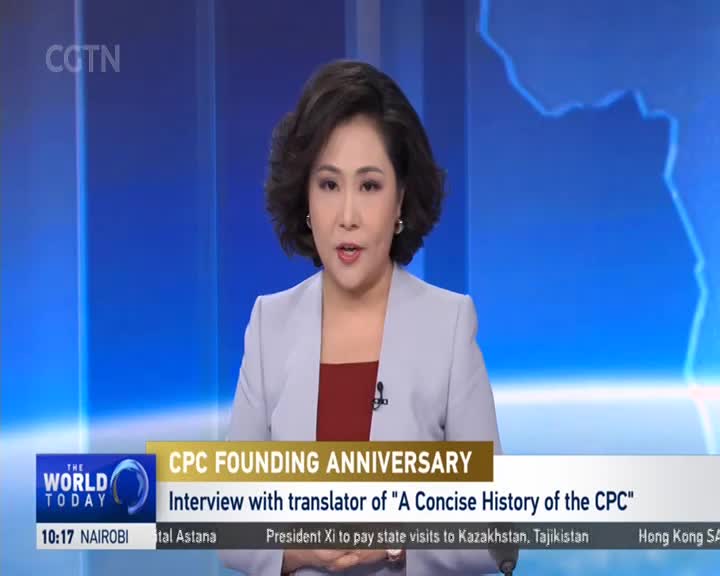 CGTN
CPC FOUNDING ANNIVERSARY
THE
WORLD
TODAY
Interview with translator of "A Concise History of the CPC"
10:17 NAIROBI
ital Astana President Xi to pay state visits to Kazakhstan, Tajikistan Hong Kong SA